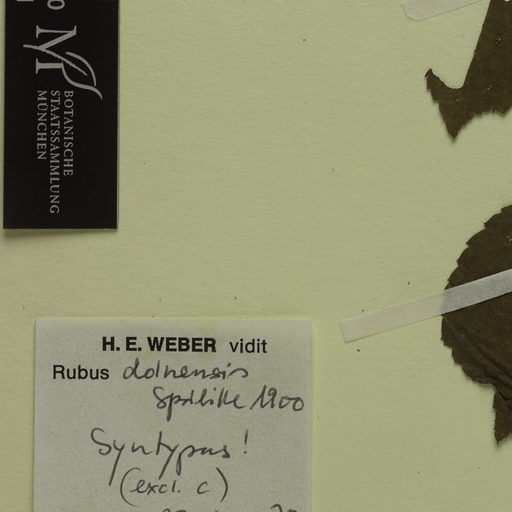 M
BOTANISCHE
STAATSSAMMLUNG
MÜNCHEN
H. E. WEBER vidit
Rubus dolnensis
Spribille 1900
Syntypus!
(excl. c)